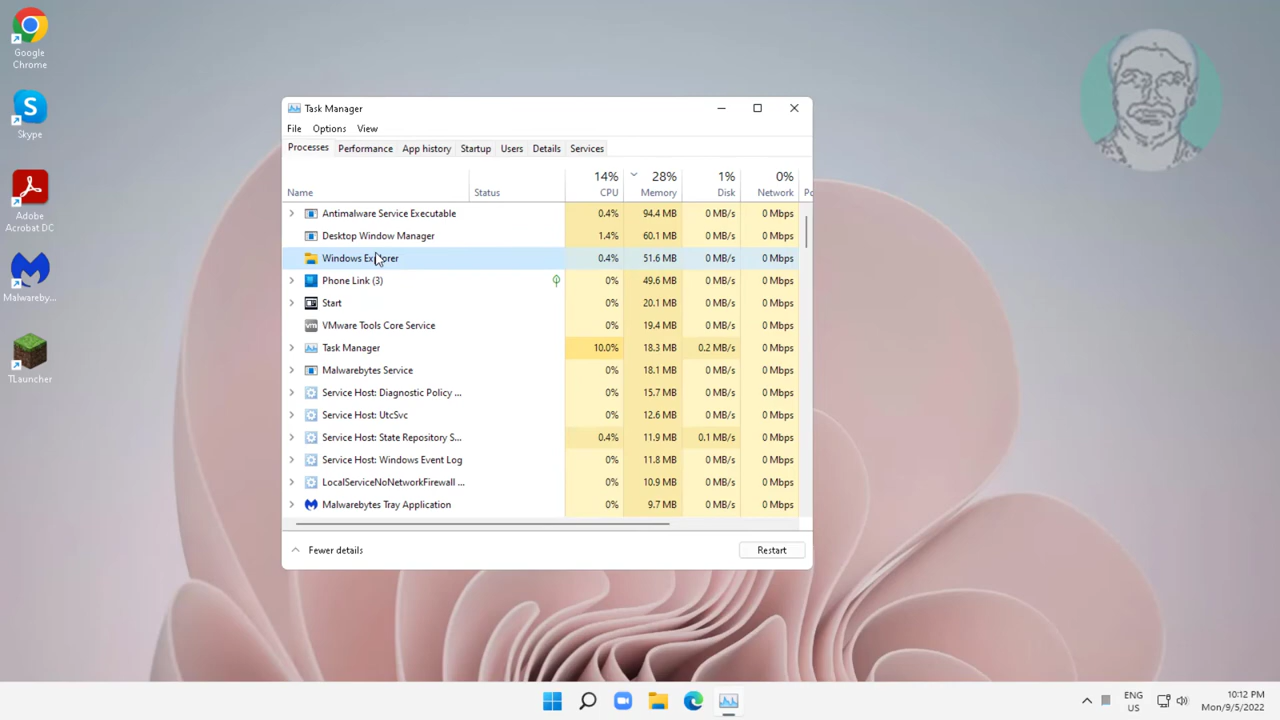 Google
Chrome
Skype
Adobe
Acrobat DC
Malwareby...
TLauncher
Task Manager
File Options View
Processes Performance App history Startup Users Details Services
14% 28% 1% 0%
Name Status CPU Memory Disk Network Po
Antimalware Service Executable 0.4% 94.4 MB 0 MB/s 0 Mbps
Desktop Window Manager 1.4% 60.1 MB 0 MB/s 0 Mbps
Windows Explorer 0.4% 51.6 MB 0 MB/s 0 Mbps
Phone Link (3) 0% 49.6 MB 0 MB/s 0 Mbps
Start 0% 20.1 MB 0 MB/s 0 Mbps
vm VMware Tools Core Service 0% 19.4 MB 0 MB/s 0 Mbps
Task Manager 10.0% 18.3 MB 0.2 MB/s 0 Mbps
Malwarebytes Service 0% 18.1 MB 0 MB/s 0 Mbps
Service Host: Diagnostic Policy ... 0% 15.7 MB 0 MB/s 0 Mbps
Service Host: UtcSvc 0% 12.6 MB 0 MB/s 0 Mbps
Service Host: State Repository S... 0.4% 11.9 MB 0.1 MB/s 0 Mbps
Service Host: Windows Event Log 0% 11.8 MB 0 MB/s 0 Mbps
LocalServiceNoNetworkFirewall ... 0% 10.9 MB 0 MB/s 0 Mbps
Malwarebytes Tray Application 0% 9.7 MB 0 MB/s 0 Mbps
Fewer details Restart
ENG
US
10:12 PM
Mon/9/5/2022